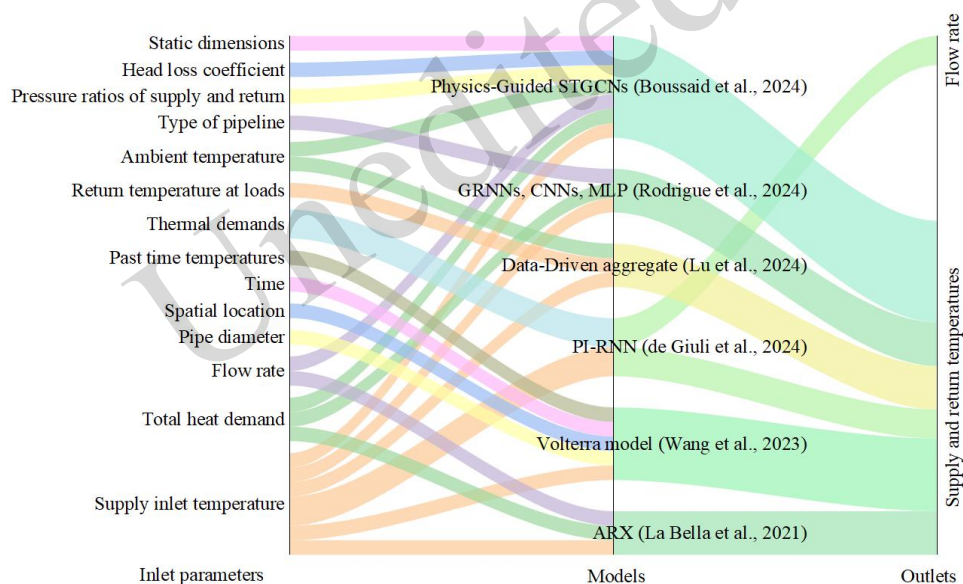 Static dimensions
Head loss coefficient
Pressure ratios of supply and return
Type of pipeline
Ambient temperature
Return temperature at loads
Thermal demands
Past time temperatures
Time
Spatial location
Pipe diameter
Flow rate
Total heat demand
Supply inlet temperature
Inlet parameters
Physics-Guided STGCNs (Boussaid et al., 2024)
GRNNs, CNNs, MLP (Rodrigue et al., 2024)
Data-Driven aggregate (Lu et al., 2024)
PI-RNN (de Giuli et al., 2024)
Volterra model (Wang et al., 2023)
ARX (La Bella et al., 2021)
Models
Flow rate
Supply and return temperatures
Outlets
Unedited